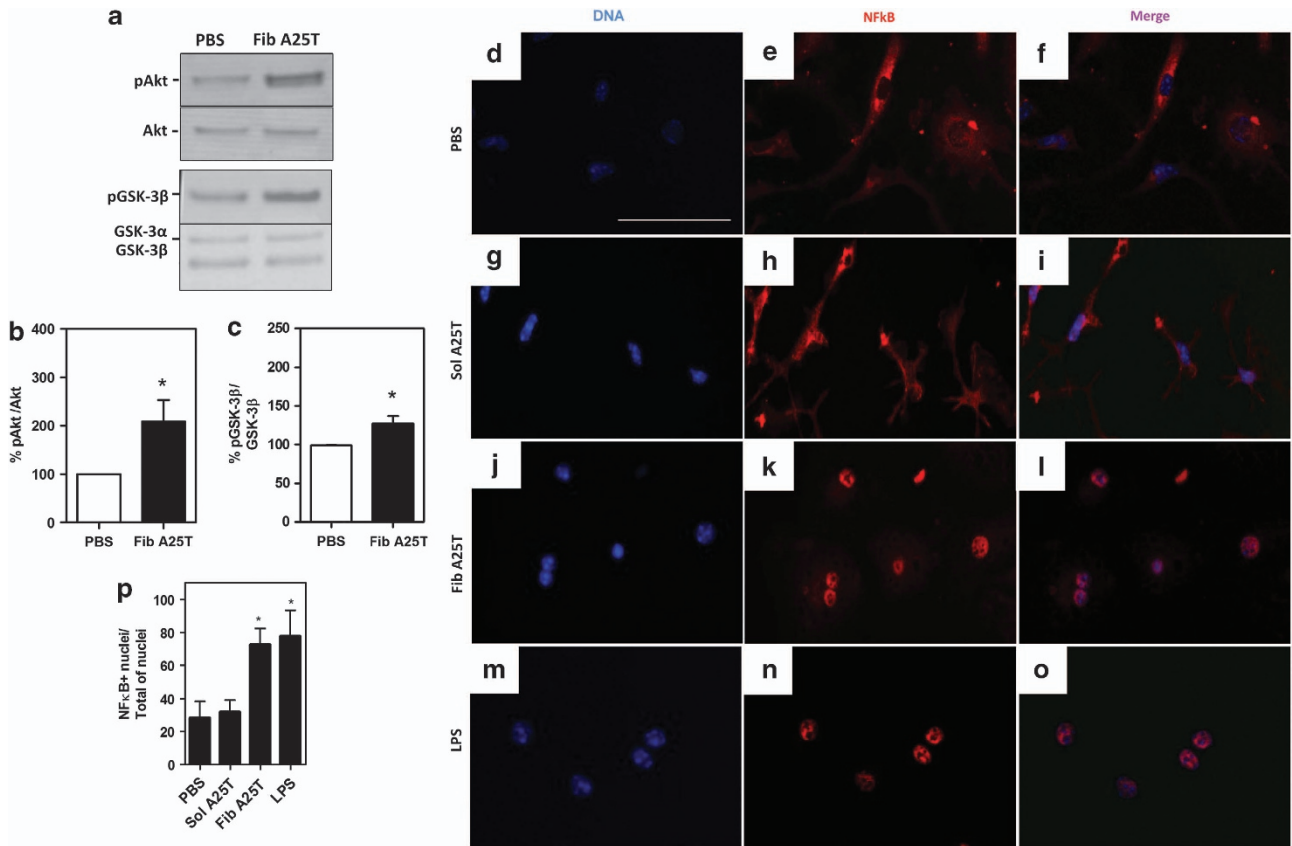 a
PBS Fib A25T
pAkt
Akt
pGSK-3β
GSK-3α
GSK-3β
b
% pAkt /Akt
400
300
200
100
0
PBS Fib A25T
*
c
% pGSK-3β/
GSK-3β
250
200
150
100
50
0
PBS Fib A25T
*
p
NFκB+ nuclei/
Total of nuclei
100
80
60
40
20
0
* *
PBS
Sol A25T
Fib A25T
LPS
DNA NFkB Merge
PBS
d e f
Sol A25T
g h i
Fib A25T
j k l
LPS
m n o